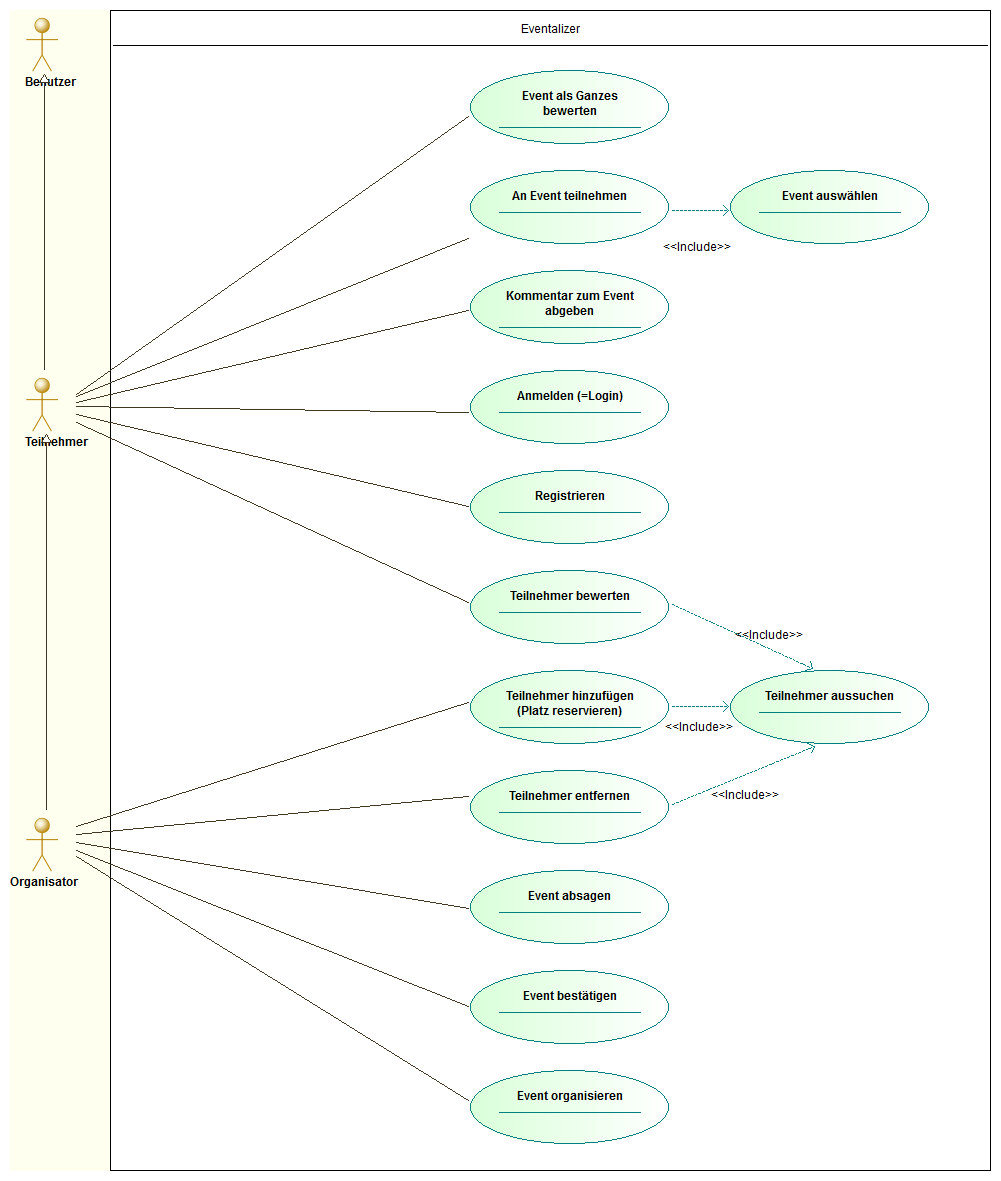 Eventalizer
Benutzer
Event als Ganzes
bewerten
An Event teilnehmen
Event auswählen
<<Include>>
Kommentar zum Event
abgeben
Anmelden (=Login)
Teilnehmer
Registrieren
Teilnehmer bewerten
<<Include>>
Teilnehmer hinzufügen
(Platz reservieren)
Teilnehmer aussuchen
<<Include>>
Teilnehmer entfernen
<<Include>>
Organisator
Event absagen
Event bestätigen
Event organisieren